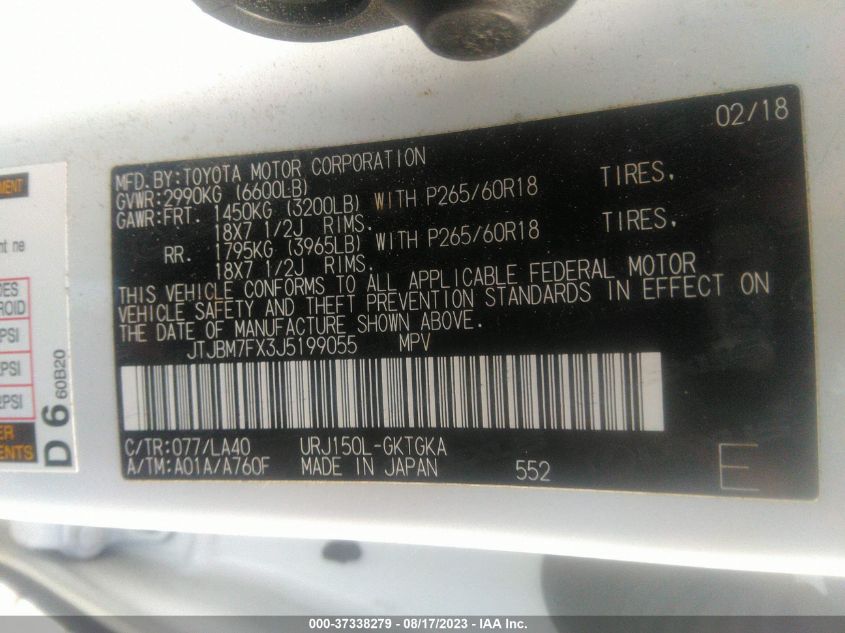 02/18
MFD.BY:TOYOTA MOTOR CORPORATION
GVWR:2990KG (6600LB)
GAWR:FRT. 1450KG (3200LB) WITH P265/60R18 TIRES,
18X7 1/2J RIMS.
RR. 1795KG (3965LB) WITH P265/60R18 TIRES,
18X7 1/2J RIMS.
THIS VEHICLE CONFORMS TO ALL APPLICABLE FEDERAL MOTOR
VEHICLE SAFETY AND THEFT PREVENTION STANDARDS IN EFFECT ON
THE DATE OF MANUFACTURE SHOWN ABOVE.
JTJBM7FX3J5199055 MPV
C/TR:077/LA40 URJ150L-GKTGKA
A/TM:A01A/A760F MADE IN JAPAN 552
E
PSI
PSI
D6 60B20
000-37338279 - 08/17/2023 - IAA Inc.